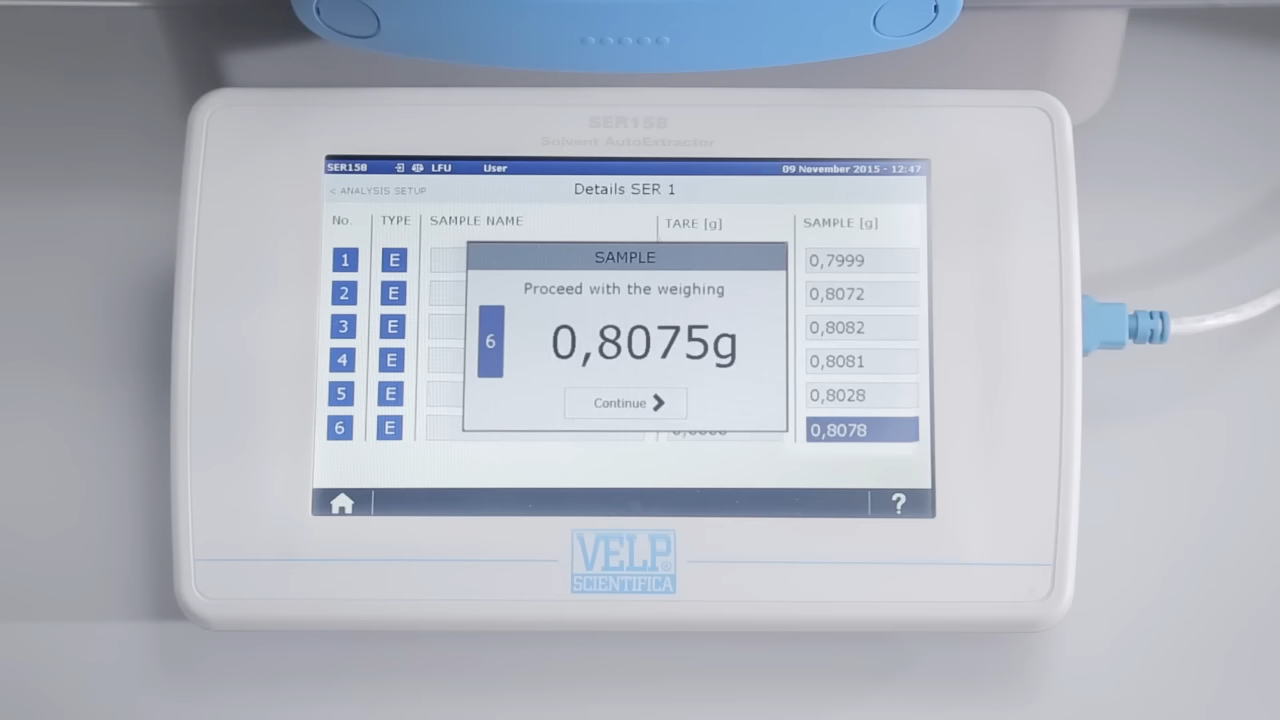 SER158
Solvent AutoExtractor
SER158 LFU User 09 November 2015 - 12:47
< ANALYSIS SETUP Details SER 1
No. TYPE SAMPLE NAME TARE [g] SAMPLE [g]
SAMPLE
1 E 0,7999
Proceed with the weighing
2 E 0,8072
3 E 0,8082
6 0,8075g
4 E 0,8081
5 E 0,8028
Continue
6 E 0,8078
?
VELP®
SCIENTIFICA